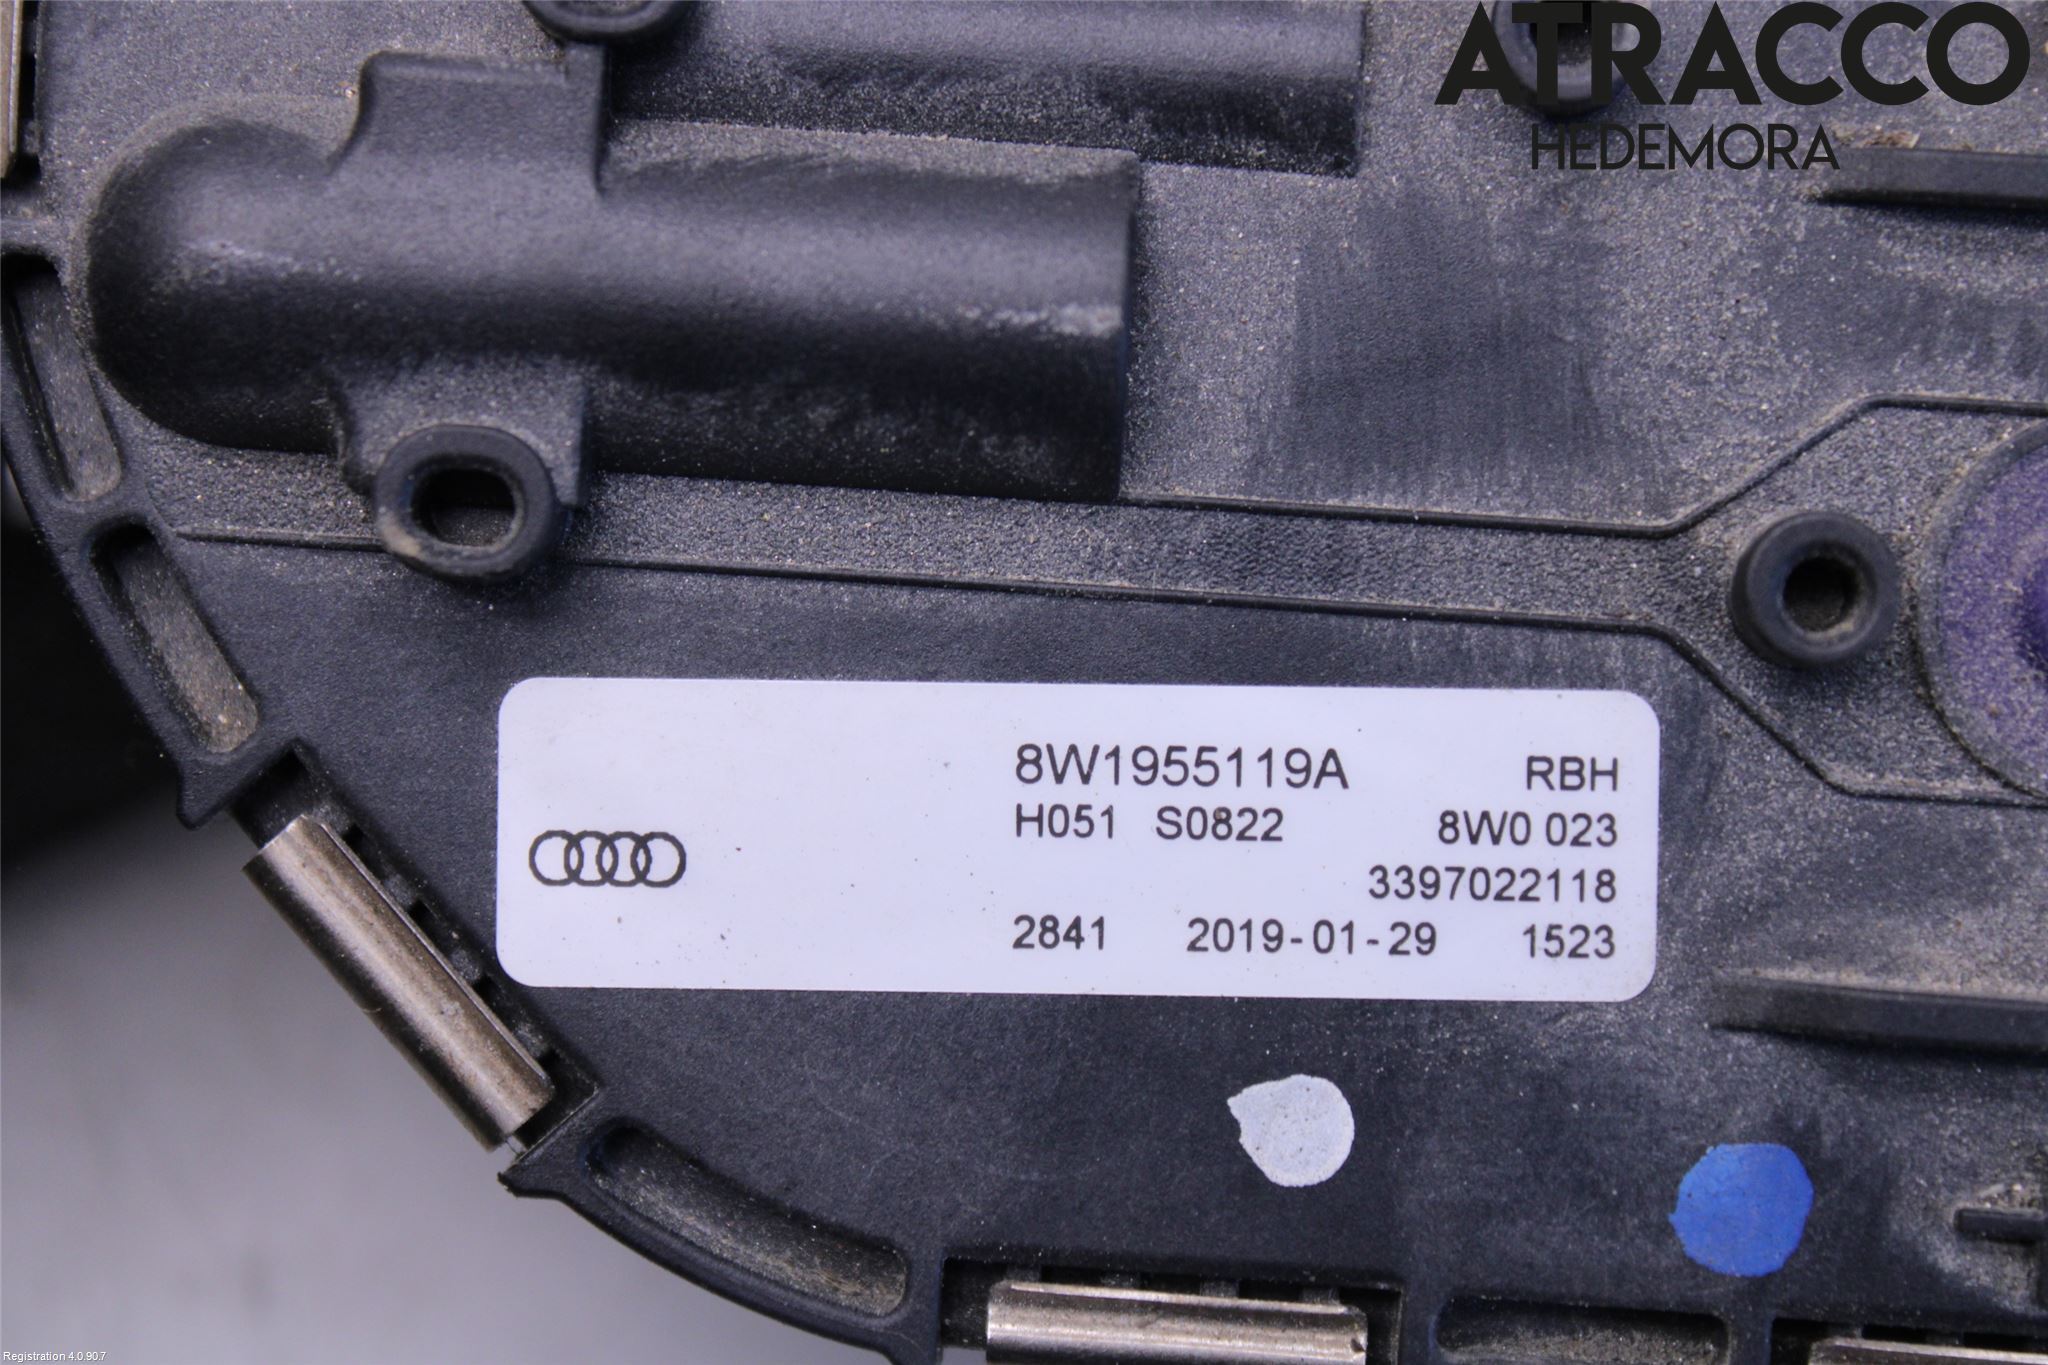 ATRACCO
HEDEMORA
8W1955119A RBH
H051 S0822 8W0 023
3397022118
2841 2019-01-29 1523
Registration 4.0.90.7